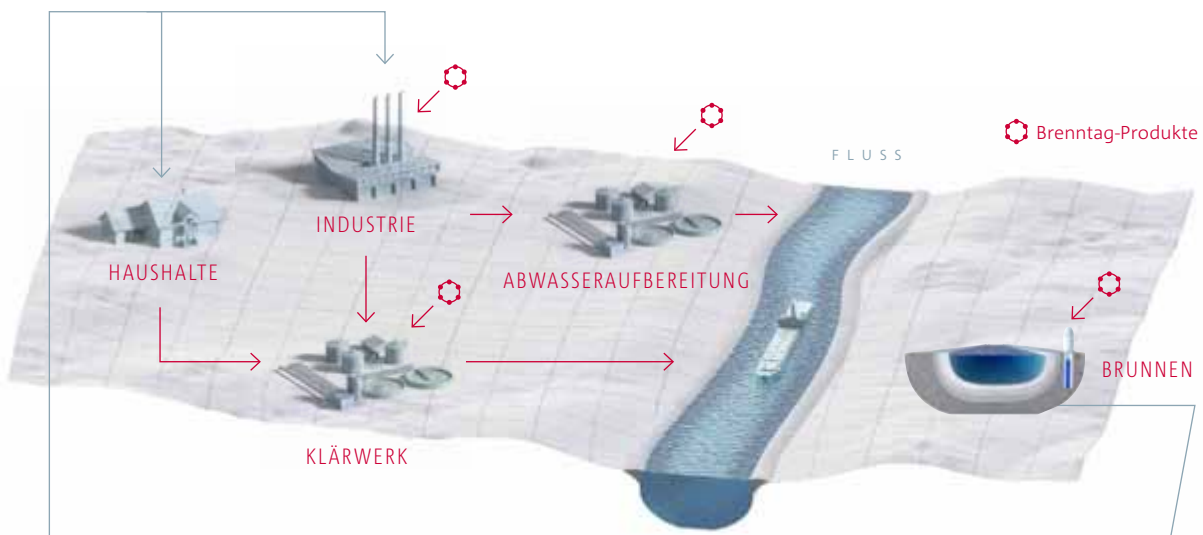 FLUSS
Brenntag-Produkte
INDUSTRIE
HAUSHALTE
ABWASSERAUFBEREITUNG
BRUNNEN
KLÄRWERK